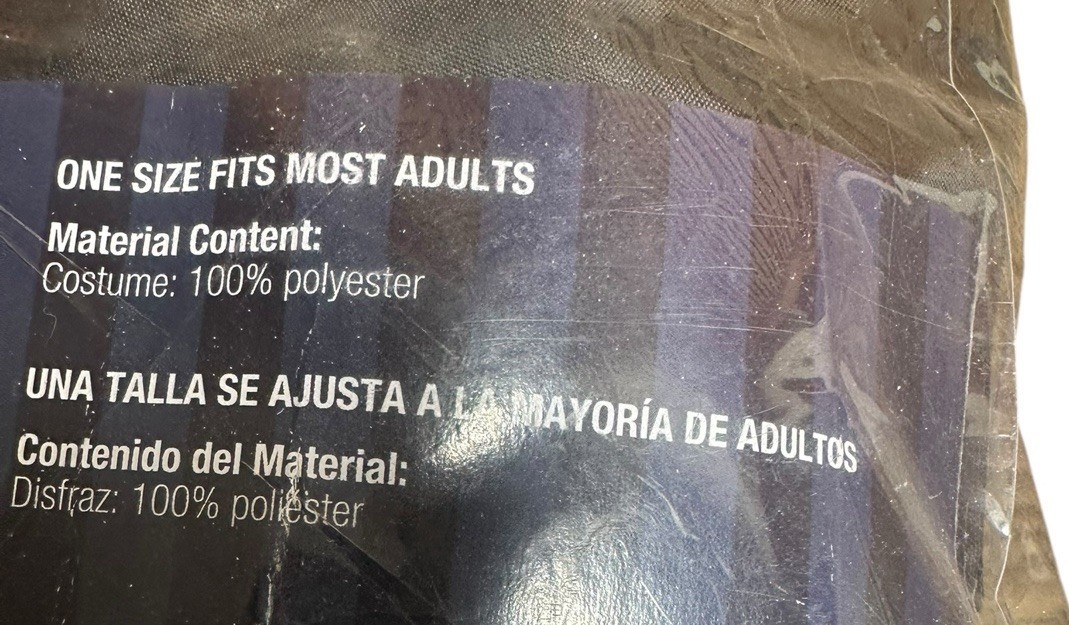 ONE SIZE FITS MOST ADULTS
Material Content:
Costume: 100% polyester
UNA TALLA SE AJUSTA A LA MAYORÍA DE ADULTOS
Contenido del Material:
Disfraz: 100% poliéster